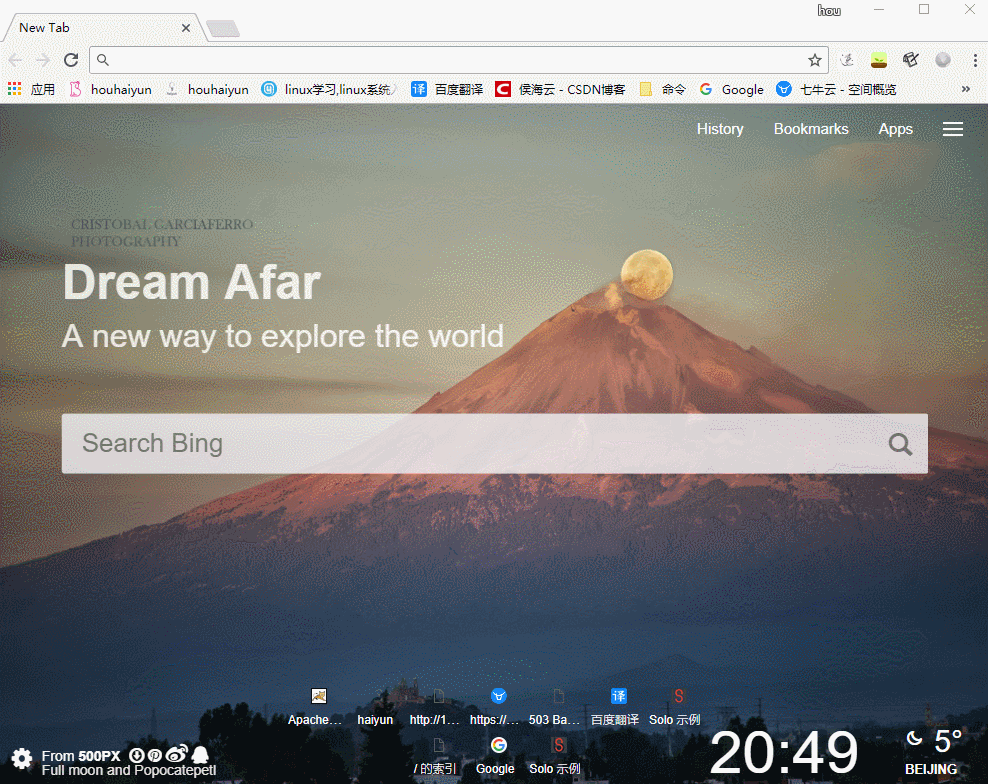 hou
New Tab
应用 houhaiyun houhaiyun linux学习,linux系统 百度翻译 侯海云 - CSDN博客 命令 Google 七牛云 - 空间概览
History Bookmarks Apps
CRISTOBAL GARCIAFERRO
PHOTOGRAPHY
Dream Afar
A new way to explore the world
Search Bing
Apache… haiyun http://1… https://… 503 Ba… 百度翻译 Solo 示例
/ 的索引 Google Solo 示例
20:49
5°
BEIJING
From 500PX
Full moon and Popocatepetl